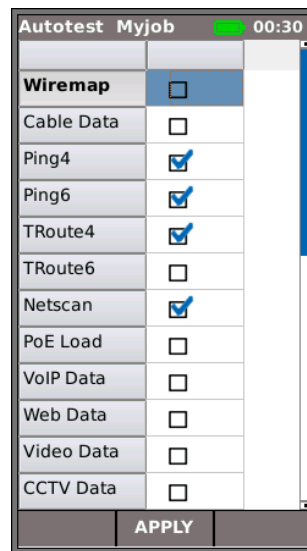 Autotest Myjob 00:30
Wiremap
Cable Data
Ping4
Ping6
TRoute4
TRoute6
Netscan
PoE Load
VoIP Data
Web Data
Video Data
CCTV Data
APPLY